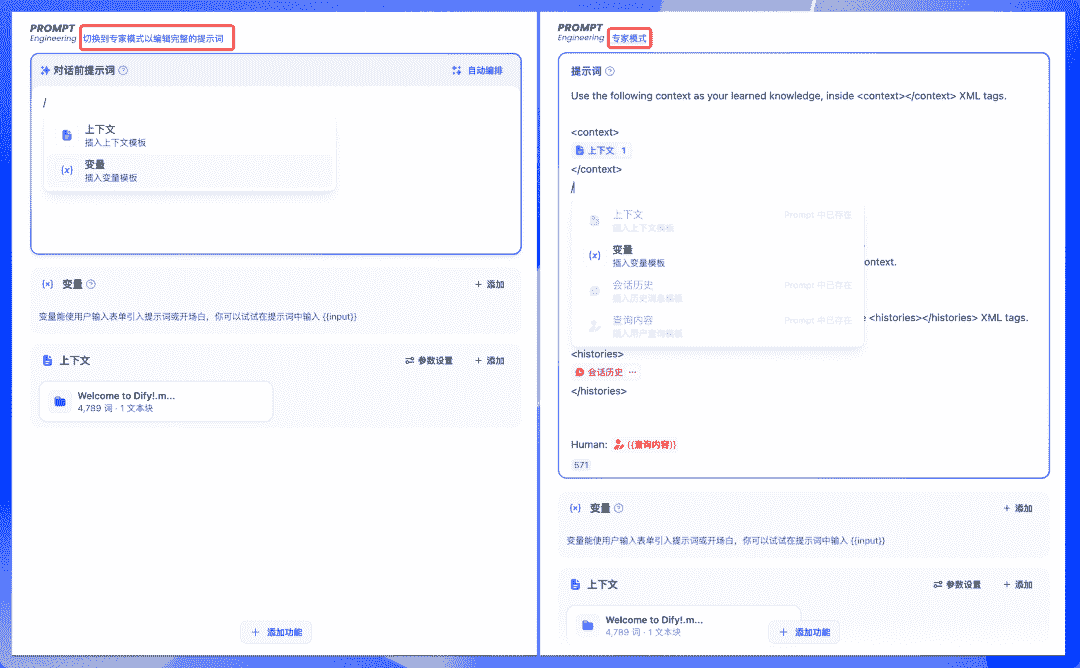 PROMPT
Engineering 切换到专家模式以编辑完整的提示词
对话前提示词
自动编排
/
上下文
插入上下文模板
{x} 变量
插入变量模板
{x} 变量
+ 添加
变量能使用户输入表单引入提示词或开场白，你可以试试在提示词中输入 {{input}}
上下文
参数设置
+ 添加
Welcome to Dify!.m...
4,789 词 · 1 文本块
+ 添加功能
PROMPT
Engineering 专家模式
提示词
Use the following context as your learned knowledge, inside <context></context> XML tags.
<context>
上下文 1
</context>
/
上下文 Prompt 中已存在
插入上下文模板
{x} 变量
插入变量模板
ontext.
会话历史 Prompt 中已存在
插入历史消息模板
查询内容 Prompt 中已存在
插入用户查询模板
e <histories></histories> XML tags.
<histories>
会话历史 ···
</histories>
Human: {{查询内容}}
571
{x} 变量
+ 添加
变量能使用户输入表单引入提示词或开场白，你可以试试在提示词中输入 {{input}}
上下文
参数设置
+ 添加
Welcome to Dify!.m...
4,789 词 · 1 文本块
+ 添加功能